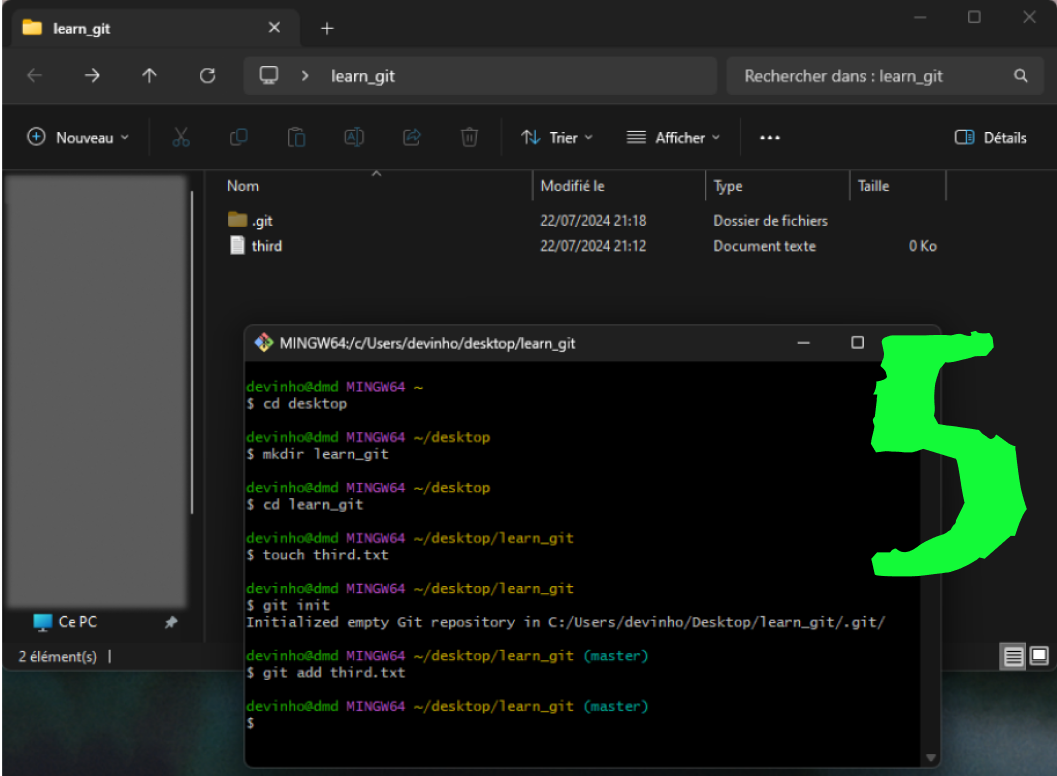 learn_git
learn_git
Rechercher dans : learn_git
Nouveau
Trier
Afficher
Détails
Nom Modifié le Type Taille
.git 22/07/2024 21:18 Dossier de fichiers
third 22/07/2024 21:12 Document texte 0 Ko
Ce PC
2 élément(s)
MINGW64:/c/Users/devinho/desktop/learn_git
devinho@dmd MINGW64 ~
$ cd desktop
devinho@dmd MINGW64 ~/desktop
$ mkdir learn_git
devinho@dmd MINGW64 ~/desktop
$ cd learn_git
devinho@dmd MINGW64 ~/desktop/learn_git
$ touch third.txt
devinho@dmd MINGW64 ~/desktop/learn_git
$ git init
Initialized empty Git repository in C:/Users/devinho/Desktop/learn_git/.git/
devinho@dmd MINGW64 ~/desktop/learn_git (master)
$ git add third.txt
devinho@dmd MINGW64 ~/desktop/learn_git (master)
$
5